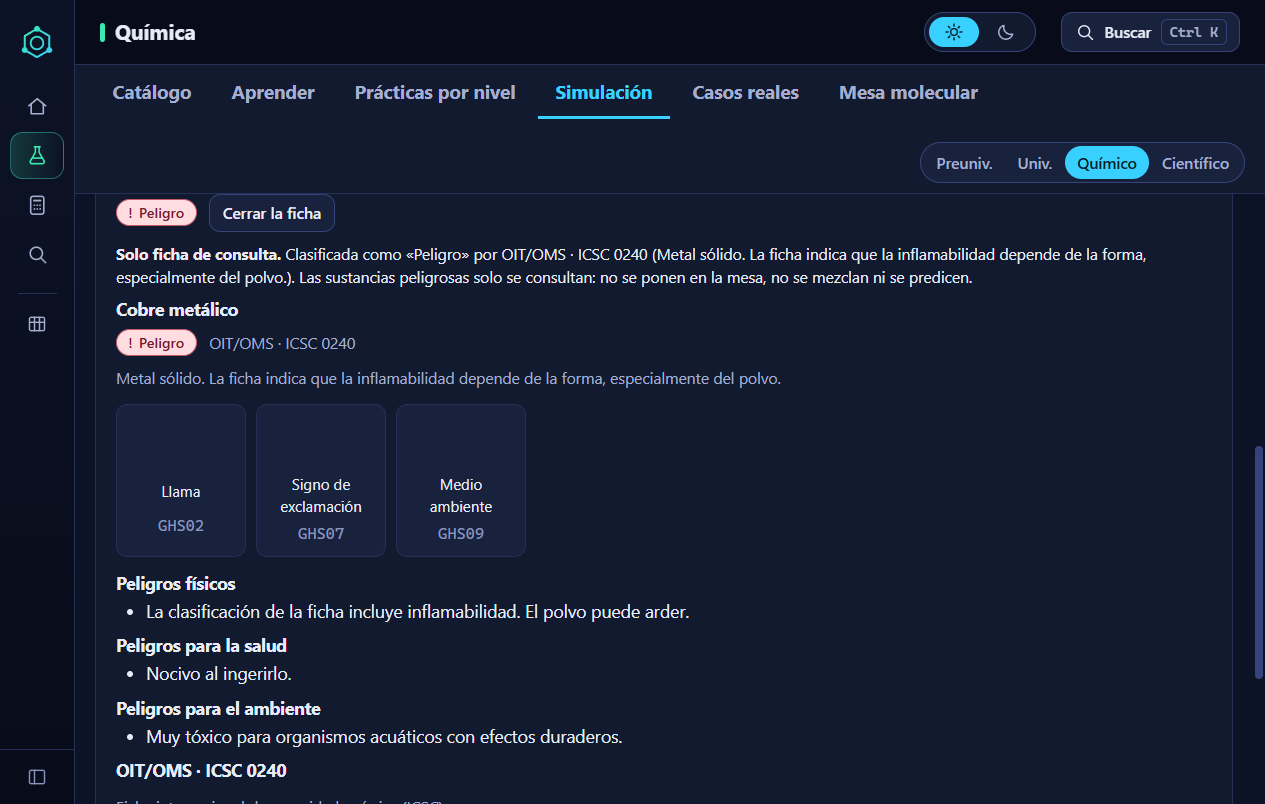 Química
Buscar Ctrl K
Catálogo Aprender Prácticas por nivel Simulación Casos reales Mesa molecular
Preuniv. Univ. Químico Científico
! Peligro Cerrar la ficha
Solo ficha de consulta. Clasificada como «Peligro» por OIT/OMS · ICSC 0240 (Metal sólido. La ficha indica que la inflamabilidad depende de la forma,
especialmente del polvo.). Las sustancias peligrosas solo se consultan: no se ponen en la mesa, no se mezclan ni se predicen.
Cobre metálico
! Peligro OIT/OMS · ICSC 0240
Metal sólido. La ficha indica que la inflamabilidad depende de la forma, especialmente del polvo.
Llama
GHS02
Signo de
exclamación
GHS07
Medio
ambiente
GHS09
Peligros físicos
• La clasificación de la ficha incluye inflamabilidad. El polvo puede arder.
Peligros para la salud
• Nocivo al ingerirlo.
Peligros para el ambiente
• Muy tóxico para organismos acuáticos con efectos duraderos.
OIT/OMS · ICSC 0240